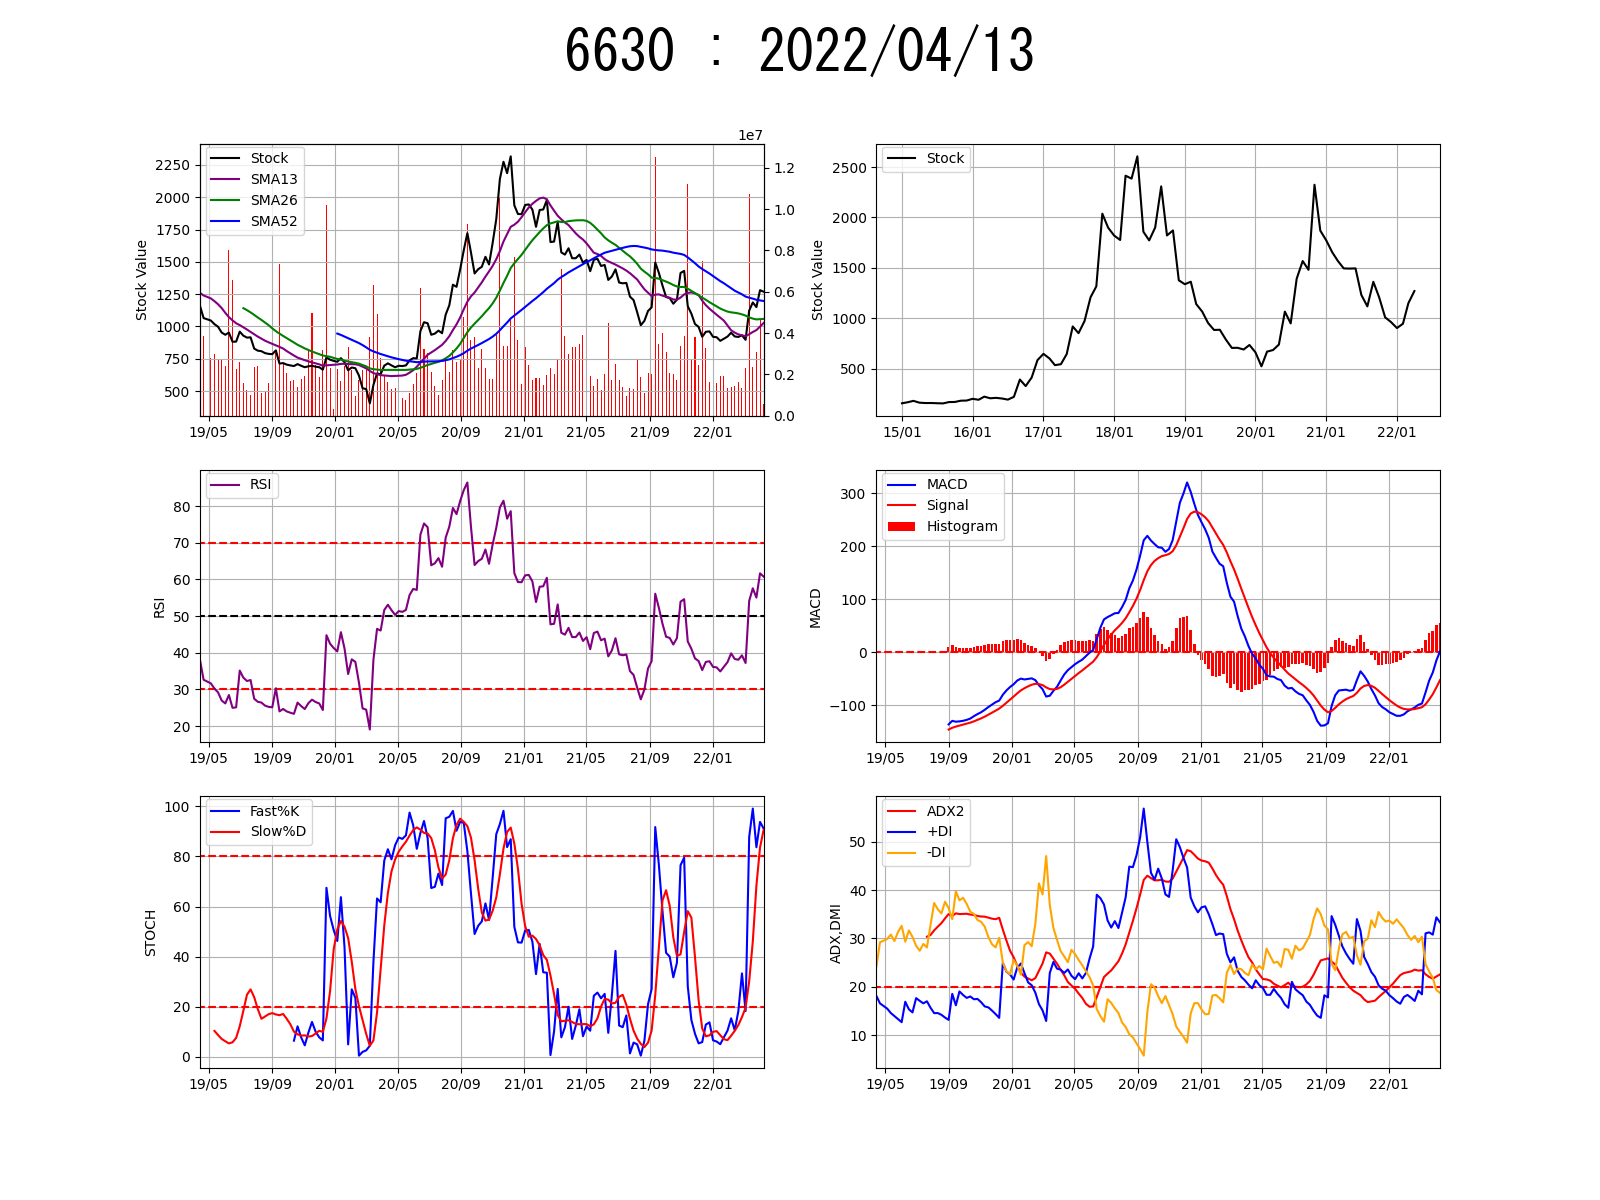 6630 : 2022/04/13
1e7
Stock
SMA13
SMA26
SMA52
Stock Value
2250
2000
1750
1500
1250
1000
750
500
1.2
1.0
0.8
0.6
0.4
0.2
0.0
19/05 19/09 20/01 20/05 20/09 21/01 21/05 21/09 22/01
Stock
Stock Value
2500
2000
1500
1000
500
15/01 16/01 17/01 18/01 19/01 20/01 21/01 22/01
RSI
RSI
80
70
60
50
40
30
20
19/05 19/09 20/01 20/05 20/09 21/01 21/05 21/09 22/01
MACD
Signal
Histogram
MACD
300
200
100
0
−100
19/05 19/09 20/01 20/05 20/09 21/01 21/05 21/09 22/01
Fast%K
Slow%D
STOCH
100
80
60
40
20
0
19/05 19/09 20/01 20/05 20/09 21/01 21/05 21/09 22/01
ADX2
+DI
-DI
ADX,DMI
50
40
30
20
10
19/05 19/09 20/01 20/05 20/09 21/01 21/05 21/09 22/01